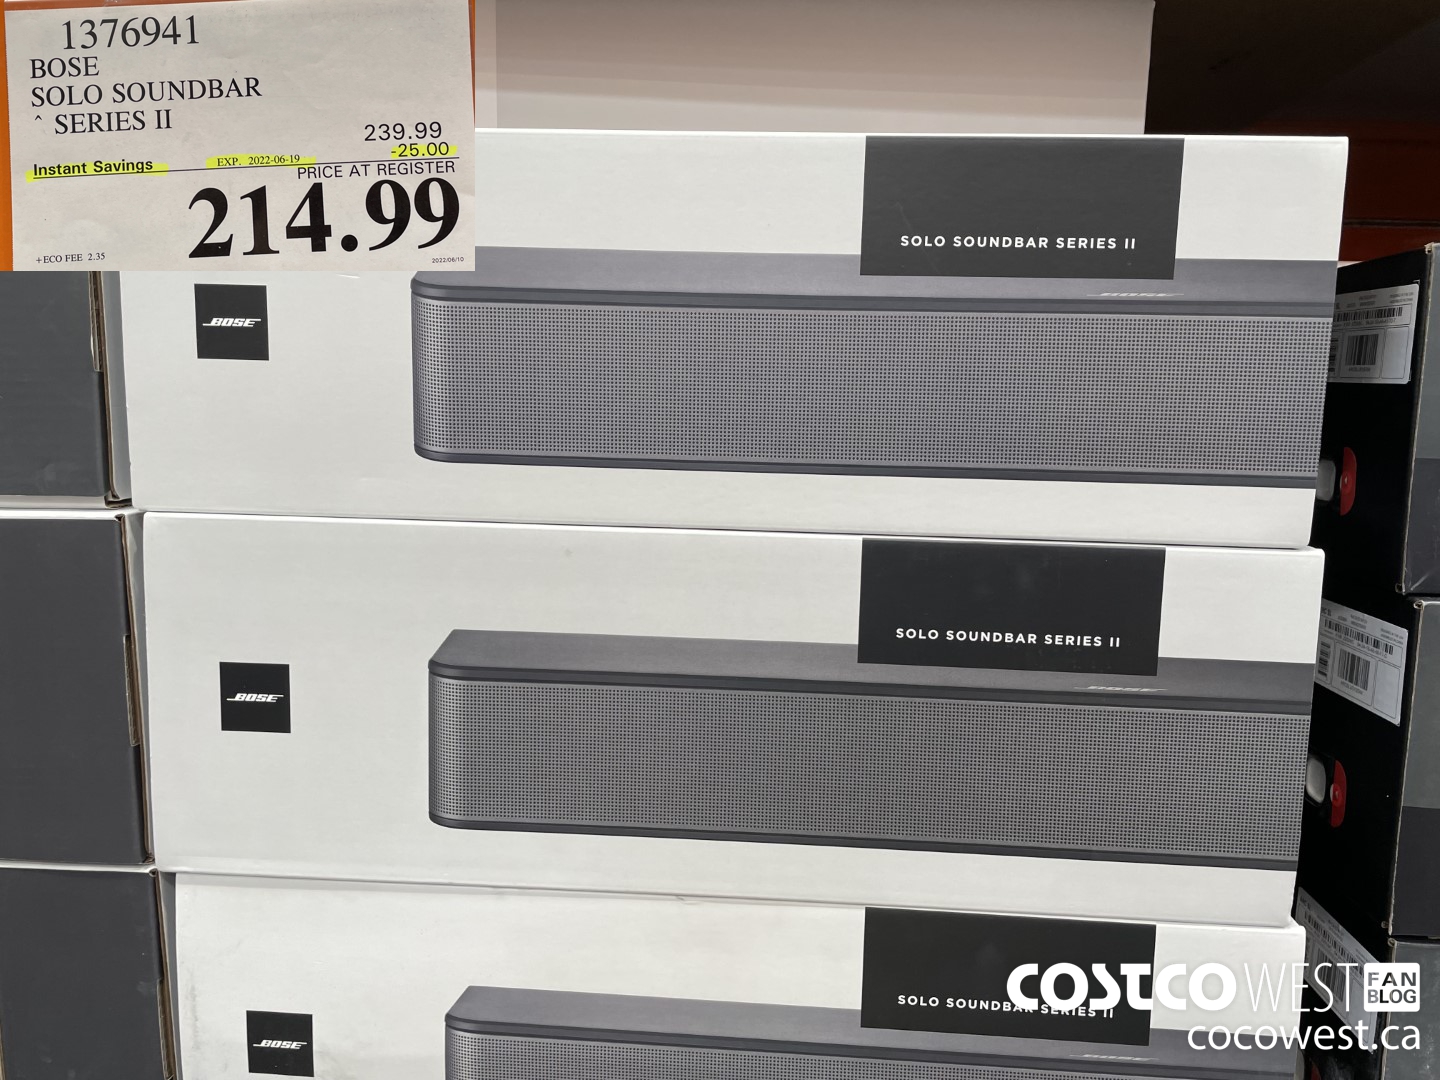 1376941
BOSE
SOLO SOUNDBAR
^ SERIES II
239.99
-25.00
Instant Savings EXP. 2022-06-19
PRICE AT REGISTER
214.99
+ECO FEE 2.35
2022/06/10
SOLO SOUNDBAR SERIES II
BOSE
BOSE
SOLO SOUNDBAR SERIES II
BOSE
BOSE
SOLO SOUNDBAR SERIES II
BOSE
BOSE
COSTCO WEST FAN BLOG
cocowest.ca